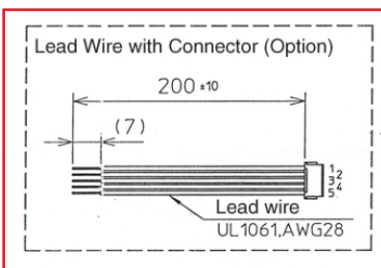 Lead Wire with Connector (Option)
200 ±10
(7)
1
2
3
4
5
Lead wire
UL1061,AWG28